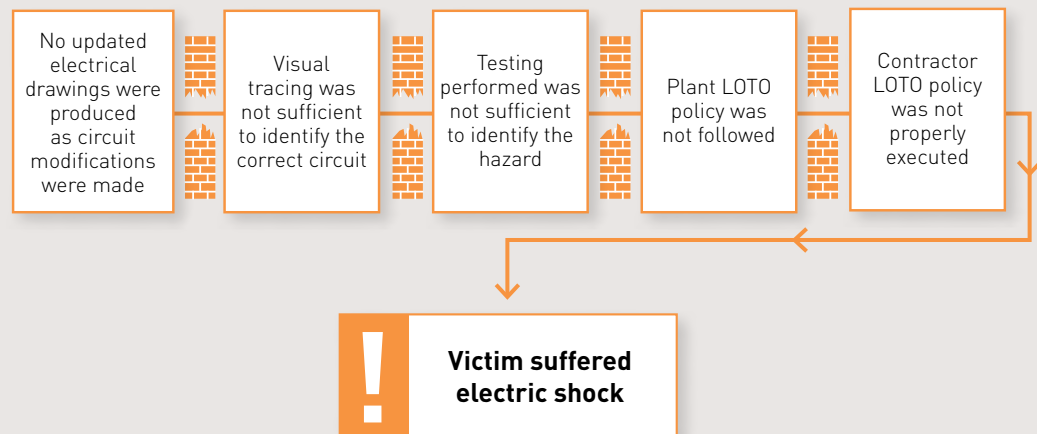 No updated
electrical
drawings were
produced
as circuit
modifications
were made
Visual
tracing was
not sufficient
to identify the
correct circuit
Testing
performed was
not sufficient
to identify the
hazard
Plant LOTO
policy was
not followed
Contractor
LOTO policy
was not
properly
executed
!
Victim suffered
electric shock